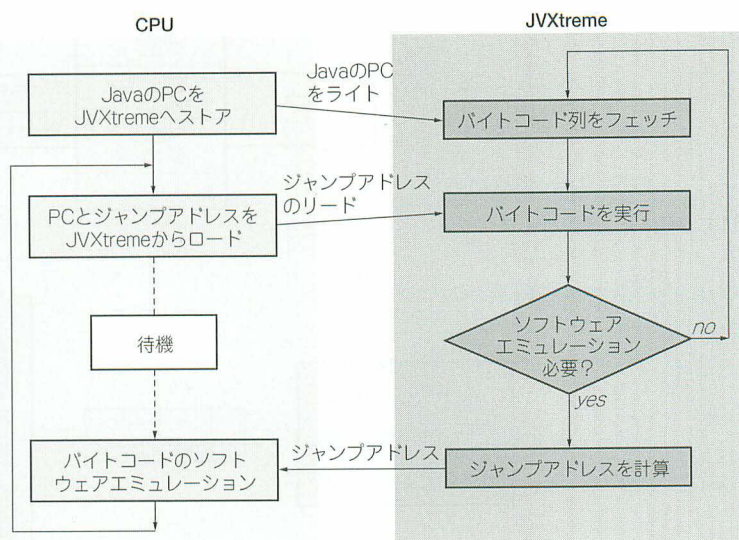 CPU
JVXtreme
JavaのPCを
JVXtremeへストア
JavaのPC
をライト
バイトコード列をフェッチ
PCとジャンプアドレスを
JVXtremeからロード
ジャンプアドレス
のリード
バイトコードを実行
待機
ソフトウェア
エミュレーション
必要?
no
yes
バイトコードのソフト
ウェアエミュレーション
ジャンプアドレス
ジャンプアドレスを計算